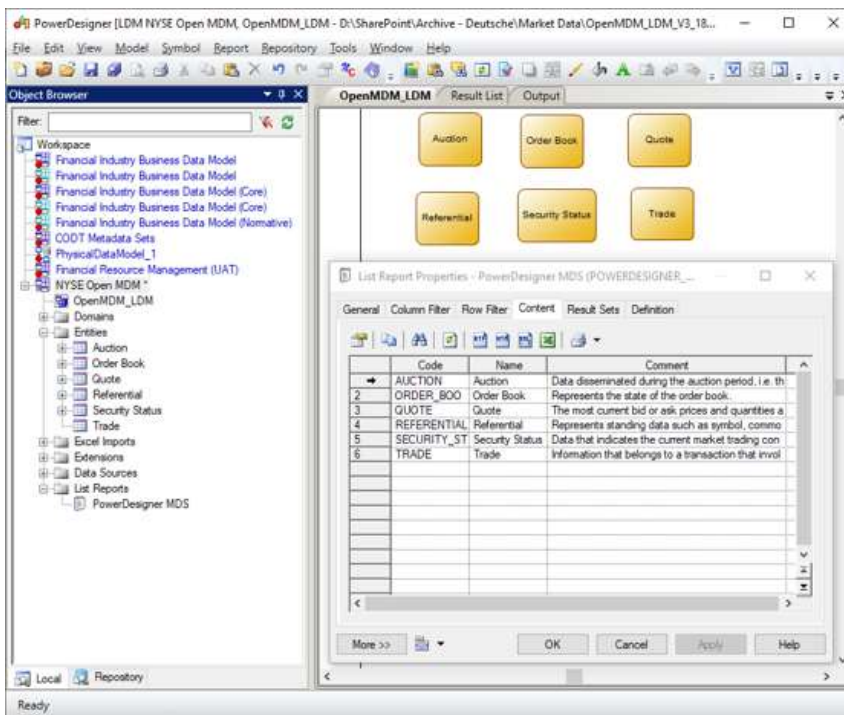 PowerDesigner [LDM NYSE Open MDM, OpenMDM_LDM - D:\SharePoint\Archive - Deutsche\Market Data\OpenMDM_LDM_V3_18...
File Edit View Model Symbol Report Repository Tools Window Help
Object Browser
OpenMDM_LDM Result List Output
Filter:
Workspace
Financial Industry Business Data Model
Financial Industry Business Data Model
Financial Industry Business Data Model (Core)
Financial Industry Business Data Model (Core)
Financial Industry Business Data Model (Normative)
CODT Metadata Sets
PhysicalDataModel_1
Financial Resource Management (UAT)
NYSE Open MDM *
OpenMDM_LDM
Domains
Entities
Auction
Order Book
Quote
Referential
Security Status
Trade
Excel Imports
Extensions
Data Sources
List Reports
PowerDesigner MDS
Auction Order Book Quote
Referential Security Status Trade
List Report Properties - PowerDesigner MDS (POWERDESIGNER_...
General Column Filter Row Filter Content Result Sets Definition
Code Name Comment
AUCTION Auction Data disseminated during the auction period, i.e. th
2 ORDER_BOO Order Book Represents the state of the order book.
3 QUOTE Quote The most current bid or ask prices and quantities a
4 REFERENTIAL Referential Represents standing data such as symbol, commo
5 SECURITY_ST Security Status Data that indicates the current market trading con
6 TRADE Trade Information that belongs to a transaction that invol
More >> OK Cancel Apply Help
Local Repository
Ready